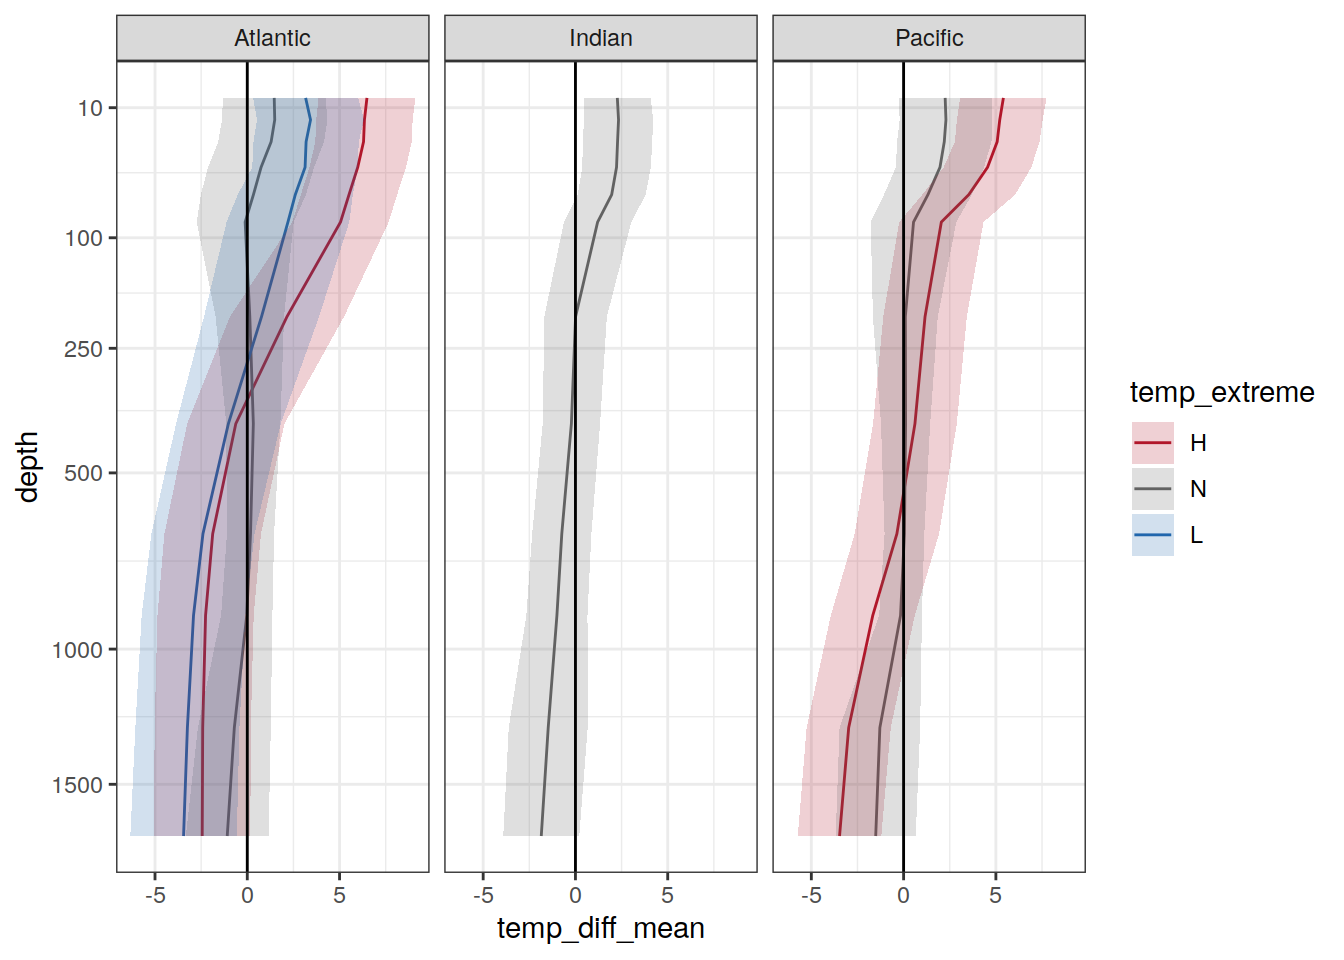 Atlantic Indian Pacific
10
100
250
500
1000
1500
depth
-5 0 5 -5 0 5 -5 0 5
temp_diff_mean
temp_extreme
H
N
L